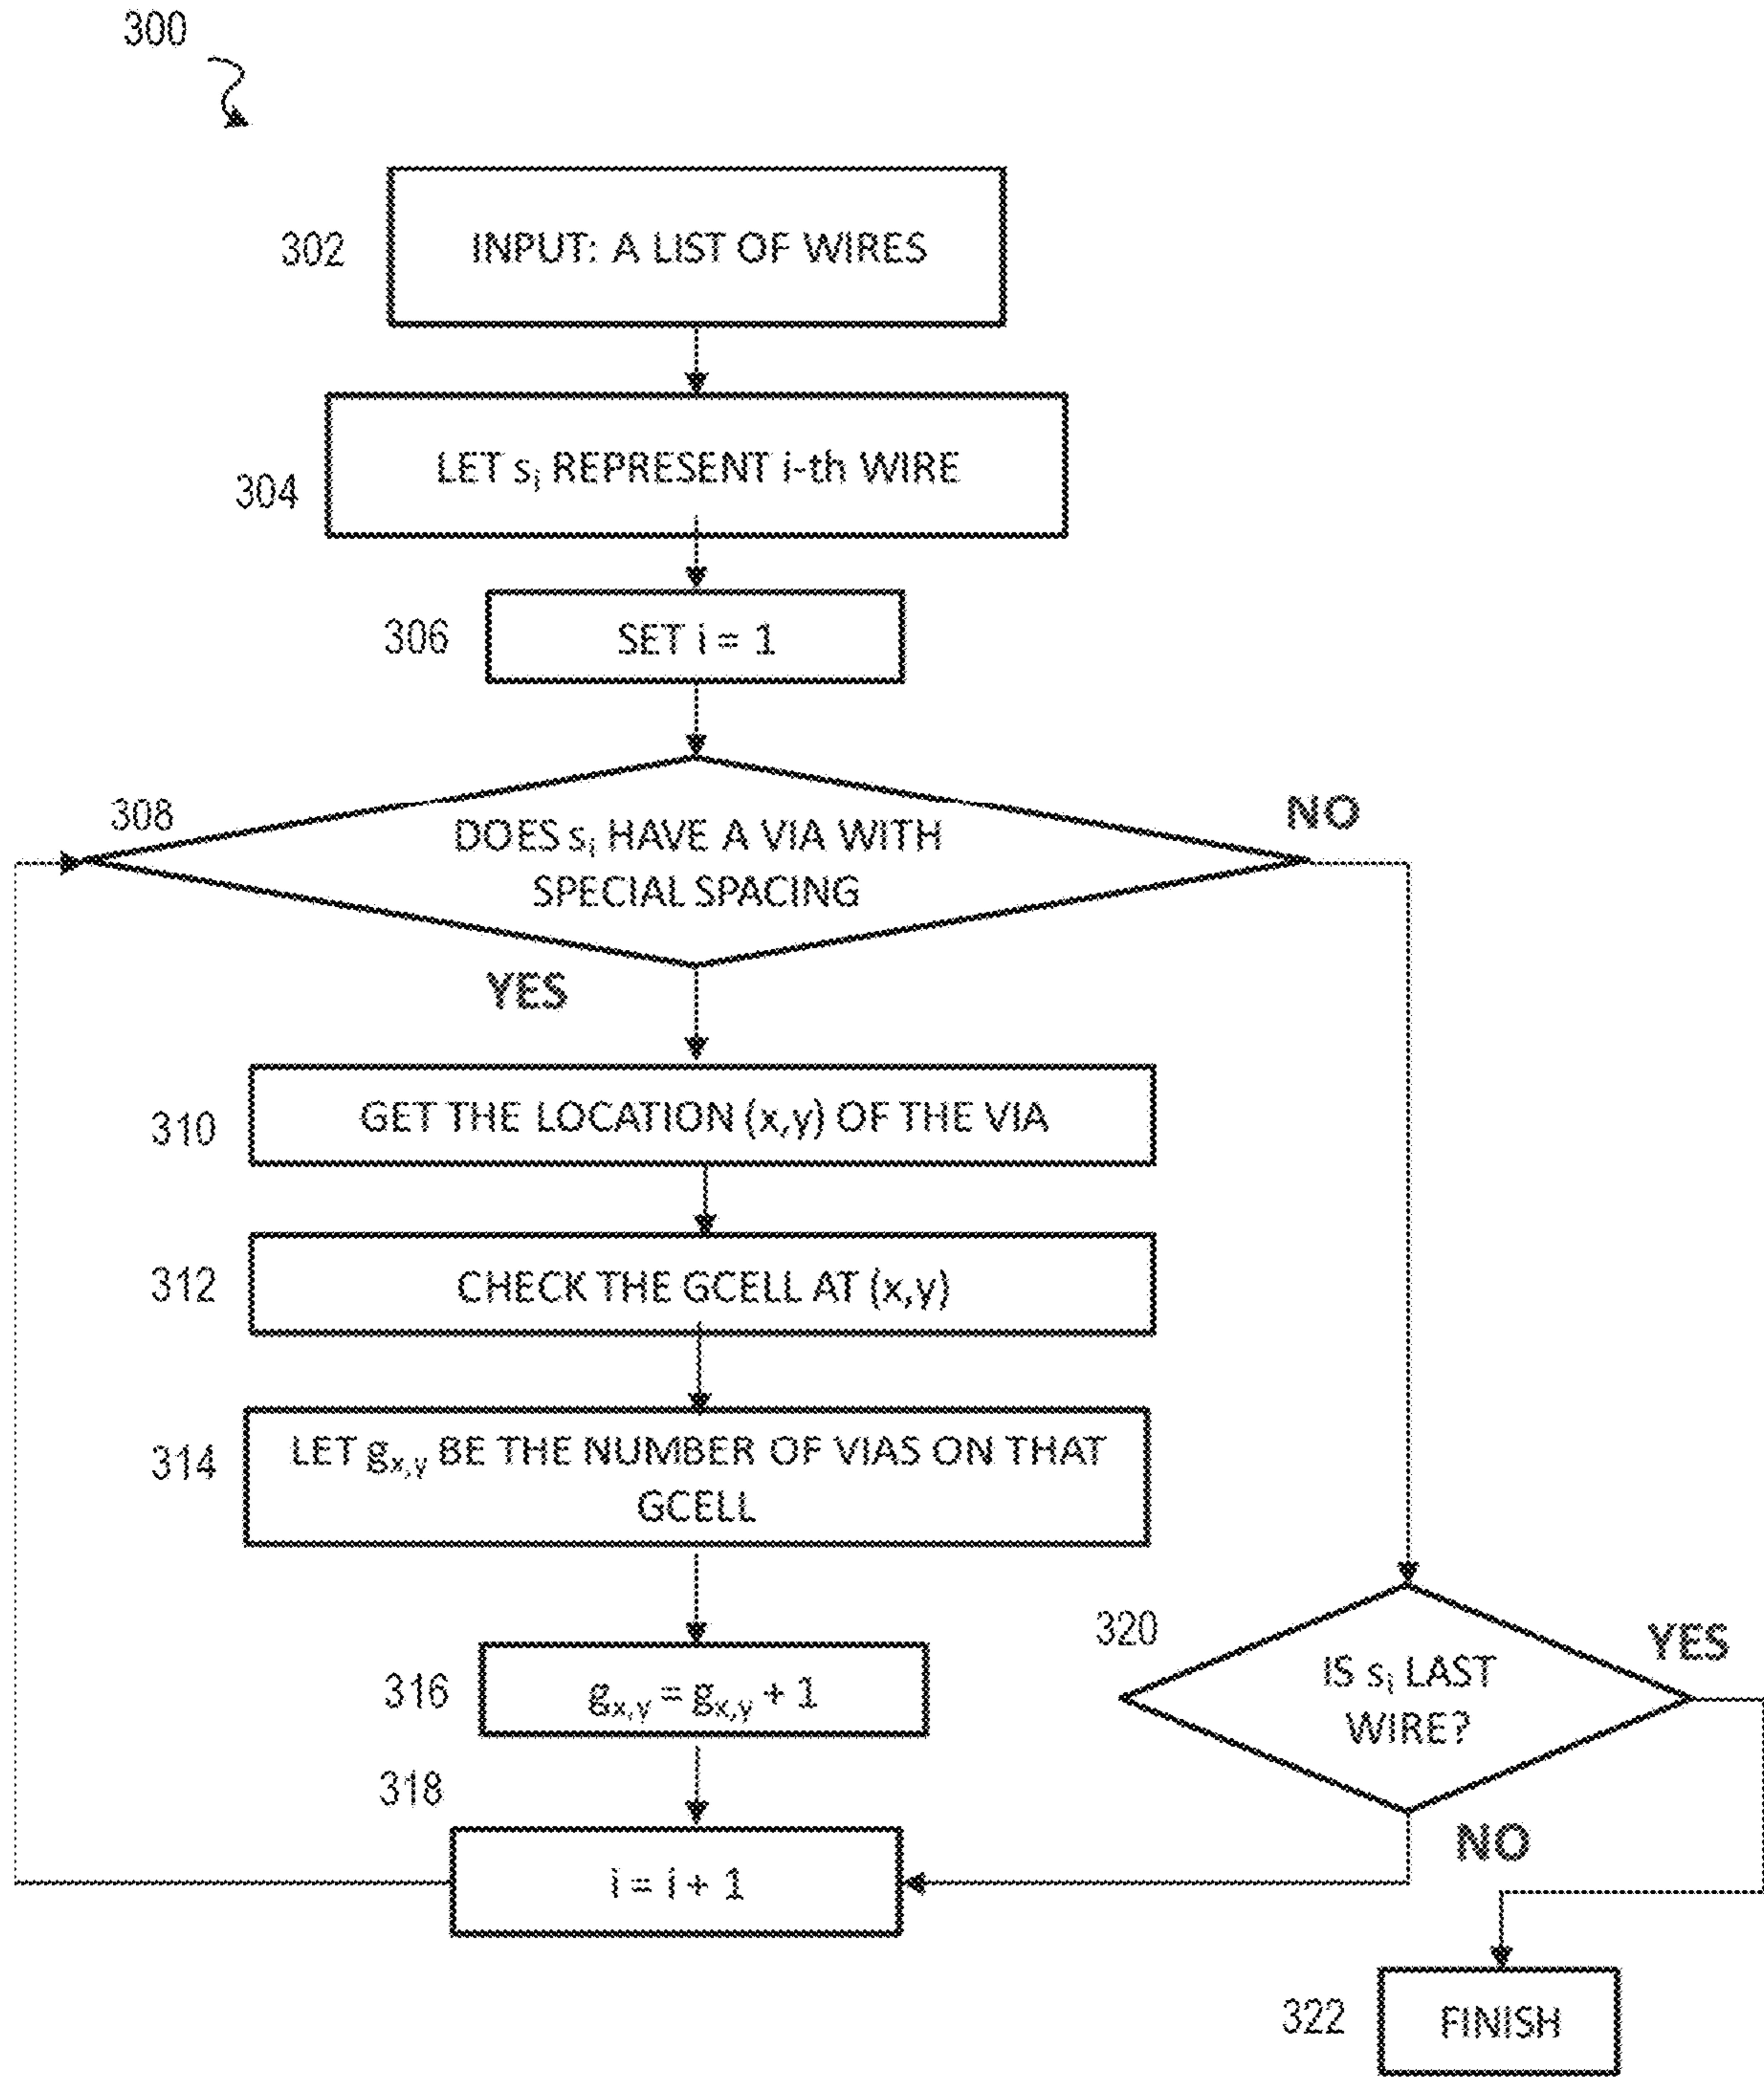 300
302
INPUT: A LIST OF WIRES
304
LET sᵢ REPRESENT i-th WIRE
306
SET i = 1
308
DOES sᵢ HAVE A VIA WITH
SPECIAL SPACING
NO
YES
310
GET THE LOCATION (x,y) OF THE VIA
312
CHECK THE GCELL AT (x,y)
314
LET gx,y BE THE NUMBER OF VIAS ON THAT
GCELL
316
gx,y = gx,y + 1
318
i = i + 1
320
IS sᵢ LAST
WIRE?
YES
NO
322
FINISH